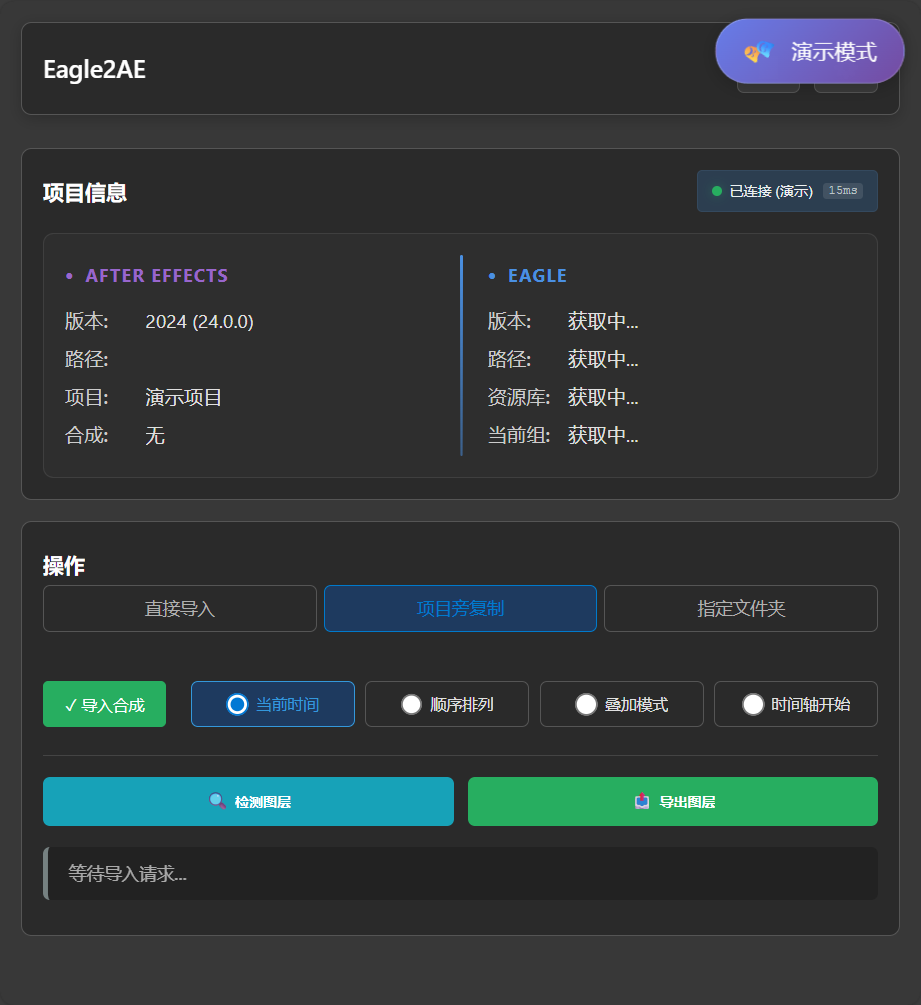 Eagle2AE
演示模式
项目信息
已连接 (演示) 15ms
• AFTER EFFECTS
版本: 2024 (24.0.0)
路径:
项目: 演示项目
合成: 无
• EAGLE
版本: 获取中...
路径: 获取中...
资源库: 获取中...
当前组: 获取中...
操作
直接导入 项目旁复制 指定文件夹
✓ 导入合成 当前时间 顺序排列 叠加模式 时间轴开始
检测图层 导出图层
等待导入请求...